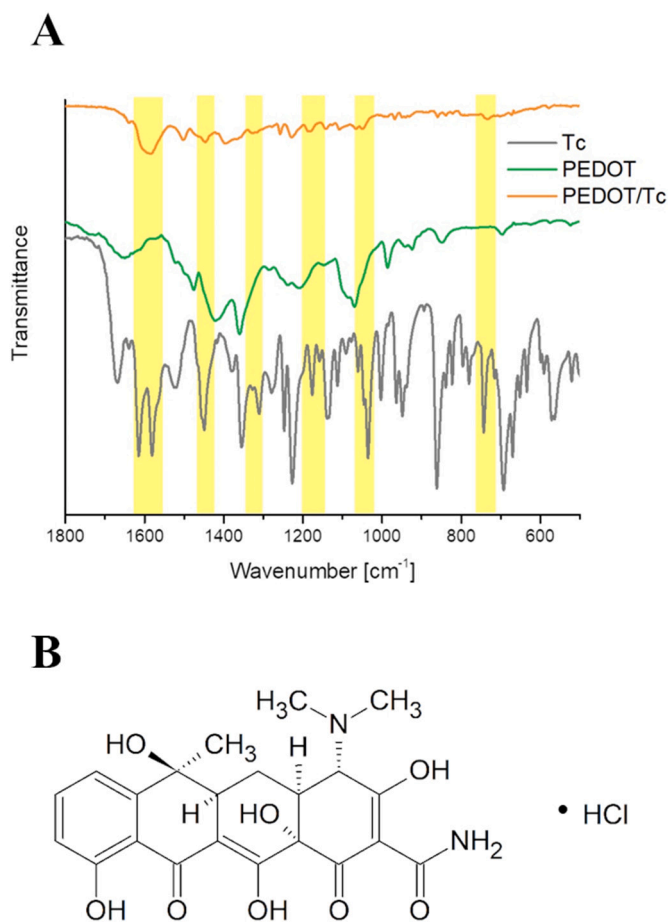 A
Tc
PEDOT
PEDOT/Tc
Transmittance
1800 1600 1400 1200 1000 800 600
Wavenumber [cm⁻¹]
B
H₃C CH₃
N
HO CH₃ H OH
H HO NH₂ • HCl
OH O OH O O